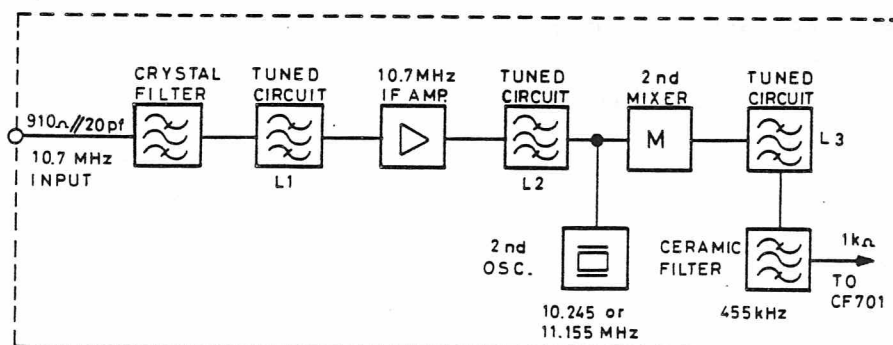 CRYSTAL
FILTER
TUNED
CIRCUIT
10.7MHz
IF AMP.
TUNED
CIRCUIT
2nd
MIXER
TUNED
CIRCUIT
910Ω//20pf
10.7 MHz
INPUT
L1
L2
M
L3
2nd
OSC.
10.245 or
11.155 MHz
CERAMIC
FILTER
455kHz
1kΩ
TO
CF701